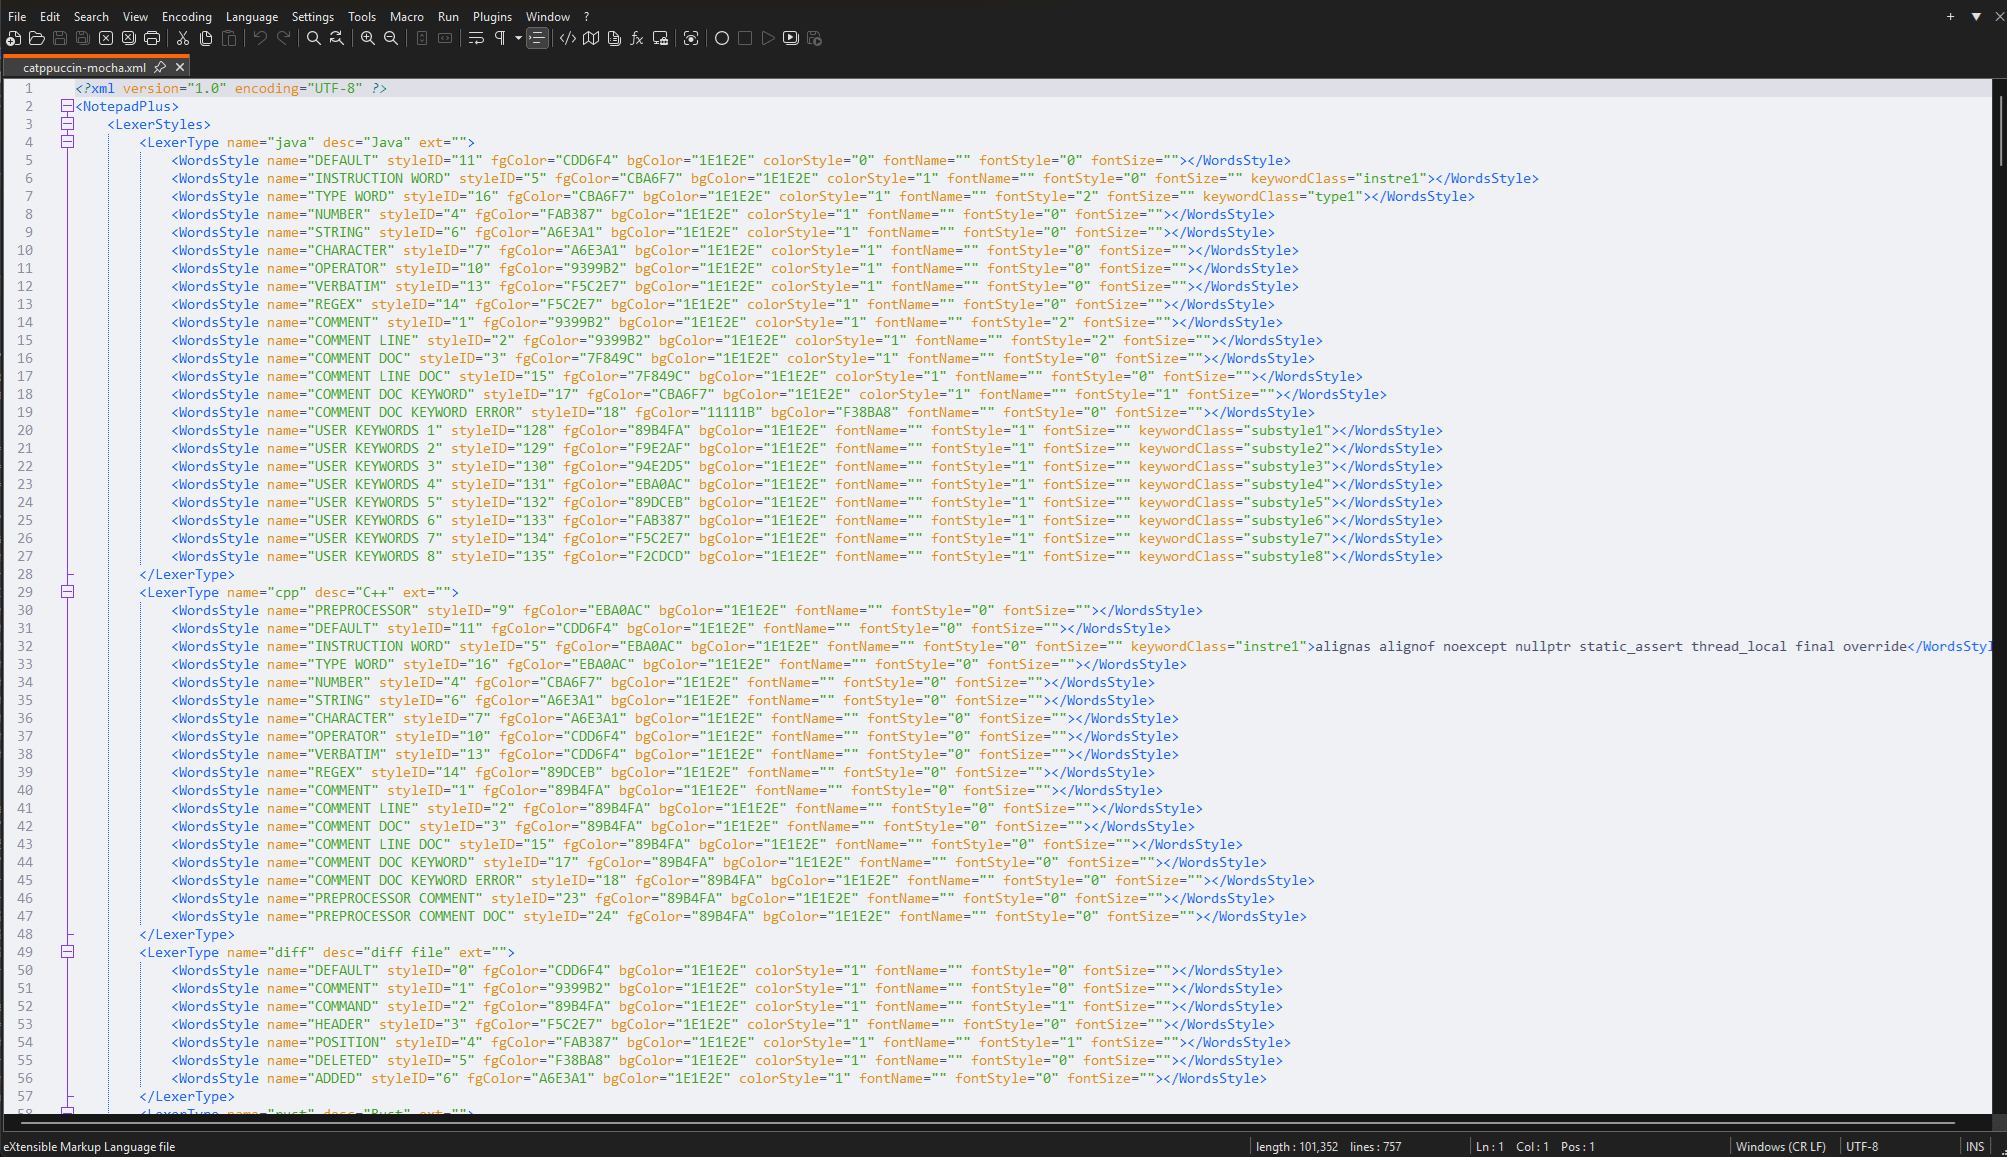 File Edit Search View Encoding Language Settings Tools Macro Run Plugins Window ?
catppuccin-mocha.xml
1 <?xml version="1.0" encoding="UTF-8" ?>
2 <NotepadPlus>
3 <LexerStyles>
4 <LexerType name="java" desc="Java" ext="">
5 <WordsStyle name="DEFAULT" styleID="11" fgColor="CDD6F4" bgColor="1E1E2E" colorStyle="0" fontName="" fontStyle="0" fontSize=""></WordsStyle>
6 <WordsStyle name="INSTRUCTION WORD" styleID="5" fgColor="CBA6F7" bgColor="1E1E2E" colorStyle="1" fontName="" fontStyle="0" fontSize="" keywordClass="instre1"></WordsStyle>
7 <WordsStyle name="TYPE WORD" styleID="16" fgColor="CBA6F7" bgColor="1E1E2E" colorStyle="1" fontName="" fontStyle="2" fontSize="" keywordClass="type1"></WordsStyle>
8 <WordsStyle name="NUMBER" styleID="4" fgColor="FAB387" bgColor="1E1E2E" colorStyle="1" fontName="" fontStyle="0" fontSize=""></WordsStyle>
9 <WordsStyle name="STRING" styleID="6" fgColor="A6E3A1" bgColor="1E1E2E" colorStyle="1" fontName="" fontStyle="0" fontSize=""></WordsStyle>
10 <WordsStyle name="CHARACTER" styleID="7" fgColor="A6E3A1" bgColor="1E1E2E" colorStyle="1" fontName="" fontStyle="0" fontSize=""></WordsStyle>
11 <WordsStyle name="OPERATOR" styleID="10" fgColor="9399B2" bgColor="1E1E2E" colorStyle="1" fontName="" fontStyle="0" fontSize=""></WordsStyle>
12 <WordsStyle name="VERBATIM" styleID="13" fgColor="F5C2E7" bgColor="1E1E2E" colorStyle="1" fontName="" fontStyle="0" fontSize=""></WordsStyle>
13 <WordsStyle name="REGEX" styleID="14" fgColor="F5C2E7" bgColor="1E1E2E" colorStyle="1" fontName="" fontStyle="0" fontSize=""></WordsStyle>
14 <WordsStyle name="COMMENT" styleID="1" fgColor="9399B2" bgColor="1E1E2E" colorStyle="1" fontName="" fontStyle="2" fontSize=""></WordsStyle>
15 <WordsStyle name="COMMENT LINE" styleID="2" fgColor="9399B2" bgColor="1E1E2E" colorStyle="1" fontName="" fontStyle="2" fontSize=""></WordsStyle>
16 <WordsStyle name="COMMENT DOC" styleID="3" fgColor="7F849C" bgColor="1E1E2E" colorStyle="1" fontName="" fontStyle="0" fontSize=""></WordsStyle>
17 <WordsStyle name="COMMENT LINE DOC" styleID="15" fgColor="7F849C" bgColor="1E1E2E" colorStyle="1" fontName="" fontStyle="0" fontSize=""></WordsStyle>
18 <WordsStyle name="COMMENT DOC KEYWORD" styleID="17" fgColor="CBA6F7" bgColor="1E1E2E" colorStyle="1" fontName="" fontStyle="1" fontSize=""></WordsStyle>
19 <WordsStyle name="COMMENT DOC KEYWORD ERROR" styleID="18" fgColor="11111B" bgColor="F38BA8" fontName="" fontStyle="0" fontSize=""></WordsStyle>
20 <WordsStyle name="USER KEYWORDS 1" styleID="128" fgColor="89B4FA" bgColor="1E1E2E" fontName="" fontStyle="1" fontSize="" keywordClass="substyle1"></WordsStyle>
21 <WordsStyle name="USER KEYWORDS 2" styleID="129" fgColor="F9E2AF" bgColor="1E1E2E" fontName="" fontStyle="1" fontSize="" keywordClass="substyle2"></WordsStyle>
22 <WordsStyle name="USER KEYWORDS 3" styleID="130" fgColor="94E2D5" bgColor="1E1E2E" fontName="" fontStyle="1" fontSize="" keywordClass="substyle3"></WordsStyle>
23 <WordsStyle name="USER KEYWORDS 4" styleID="131" fgColor="EBA0AC" bgColor="1E1E2E" fontName="" fontStyle="1" fontSize="" keywordClass="substyle4"></WordsStyle>
24 <WordsStyle name="USER KEYWORDS 5" styleID="132" fgColor="89DCEB" bgColor="1E1E2E" fontName="" fontStyle="1" fontSize="" keywordClass="substyle5"></WordsStyle>
25 <WordsStyle name="USER KEYWORDS 6" styleID="133" fgColor="FAB387" bgColor="1E1E2E" fontName="" fontStyle="1" fontSize="" keywordClass="substyle6"></WordsStyle>
26 <WordsStyle name="USER KEYWORDS 7" styleID="134" fgColor="F5C2E7" bgColor="1E1E2E" fontName="" fontStyle="1" fontSize="" keywordClass="substyle7"></WordsStyle>
27 <WordsStyle name="USER KEYWORDS 8" styleID="135" fgColor="F2CDCD" bgColor="1E1E2E" fontName="" fontStyle="1" fontSize="" keywordClass="substyle8"></WordsStyle>
28 </LexerType>
29 <LexerType name="cpp" desc="C++" ext="">
30 <WordsStyle name="PREPROCESSOR" styleID="9" fgColor="EBA0AC" bgColor="1E1E2E" fontName="" fontStyle="0" fontSize=""></WordsStyle>
31 <WordsStyle name="DEFAULT" styleID="11" fgColor="CDD6F4" bgColor="1E1E2E" fontName="" fontStyle="0" fontSize=""></WordsStyle>
32 <WordsStyle name="INSTRUCTION WORD" styleID="5" fgColor="EBA0AC" bgColor="1E1E2E" fontName="" fontStyle="0" fontSize="" keywordClass="instre1">alignas alignof noexcept nullptr static_assert thread_local final override</WordsStyl
33 <WordsStyle name="TYPE WORD" styleID="16" fgColor="EBA0AC" bgColor="1E1E2E" fontName="" fontStyle="0" fontSize=""></WordsStyle>
34 <WordsStyle name="NUMBER" styleID="4" fgColor="CBA6F7" bgColor="1E1E2E" fontName="" fontStyle="0" fontSize=""></WordsStyle>
35 <WordsStyle name="STRING" styleID="6" fgColor="A6E3A1" bgColor="1E1E2E" fontName="" fontStyle="0" fontSize=""></WordsStyle>
36 <WordsStyle name="CHARACTER" styleID="7" fgColor="A6E3A1" bgColor="1E1E2E" fontName="" fontStyle="0" fontSize=""></WordsStyle>
37 <WordsStyle name="OPERATOR" styleID="10" fgColor="CDD6F4" bgColor="1E1E2E" fontName="" fontStyle="0" fontSize=""></WordsStyle>
38 <WordsStyle name="VERBATIM" styleID="13" fgColor="CDD6F4" bgColor="1E1E2E" fontName="" fontStyle="0" fontSize=""></WordsStyle>
39 <WordsStyle name="REGEX" styleID="14" fgColor="89DCEB" bgColor="1E1E2E" fontName="" fontStyle="0" fontSize=""></WordsStyle>
40 <WordsStyle name="COMMENT" styleID="1" fgColor="89B4FA" bgColor="1E1E2E" fontName="" fontStyle="0" fontSize=""></WordsStyle>
41 <WordsStyle name="COMMENT LINE" styleID="2" fgColor="89B4FA" bgColor="1E1E2E" fontName="" fontStyle="0" fontSize=""></WordsStyle>
42 <WordsStyle name="COMMENT DOC" styleID="3" fgColor="89B4FA" bgColor="1E1E2E" fontName="" fontStyle="0" fontSize=""></WordsStyle>
43 <WordsStyle name="COMMENT LINE DOC" styleID="15" fgColor="89B4FA" bgColor="1E1E2E" fontName="" fontStyle="0" fontSize=""></WordsStyle>
44 <WordsStyle name="COMMENT DOC KEYWORD" styleID="17" fgColor="89B4FA" bgColor="1E1E2E" fontName="" fontStyle="0" fontSize=""></WordsStyle>
45 <WordsStyle name="COMMENT DOC KEYWORD ERROR" styleID="18" fgColor="89B4FA" bgColor="1E1E2E" fontName="" fontStyle="0" fontSize=""></WordsStyle>
46 <WordsStyle name="PREPROCESSOR COMMENT" styleID="23" fgColor="89B4FA" bgColor="1E1E2E" fontName="" fontStyle="0" fontSize=""></WordsStyle>
47 <WordsStyle name="PREPROCESSOR COMMENT DOC" styleID="24" fgColor="89B4FA" bgColor="1E1E2E" fontName="" fontStyle="0" fontSize=""></WordsStyle>
48 </LexerType>
49 <LexerType name="diff" desc="diff file" ext="">
50 <WordsStyle name="DEFAULT" styleID="0" fgColor="CDD6F4" bgColor="1E1E2E" colorStyle="1" fontName="" fontStyle="0" fontSize=""></WordsStyle>
51 <WordsStyle name="COMMENT" styleID="1" fgColor="9399B2" bgColor="1E1E2E" colorStyle="1" fontName="" fontStyle="0" fontSize=""></WordsStyle>
52 <WordsStyle name="COMMAND" styleID="2" fgColor="89B4FA" bgColor="1E1E2E" colorStyle="1" fontName="" fontStyle="1" fontSize=""></WordsStyle>
53 <WordsStyle name="HEADER" styleID="3" fgColor="F5C2E7" bgColor="1E1E2E" colorStyle="1" fontName="" fontStyle="0" fontSize=""></WordsStyle>
54 <WordsStyle name="POSITION" styleID="4" fgColor="FAB387" bgColor="1E1E2E" colorStyle="1" fontName="" fontStyle="1" fontSize=""></WordsStyle>
55 <WordsStyle name="DELETED" styleID="5" fgColor="F38BA8" bgColor="1E1E2E" colorStyle="1" fontName="" fontStyle="0" fontSize=""></WordsStyle>
56 <WordsStyle name="ADDED" styleID="6" fgColor="A6E3A1" bgColor="1E1E2E" colorStyle="1" fontName="" fontStyle="0" fontSize=""></WordsStyle>
57 </LexerType>
58 <LexerType name="rust" desc="Rust" ext="">
eXtensible Markup Language file length : 101,352 lines : 757 Ln : 1 Col : 1 Pos : 1 Windows (CR LF) UTF-8 INS